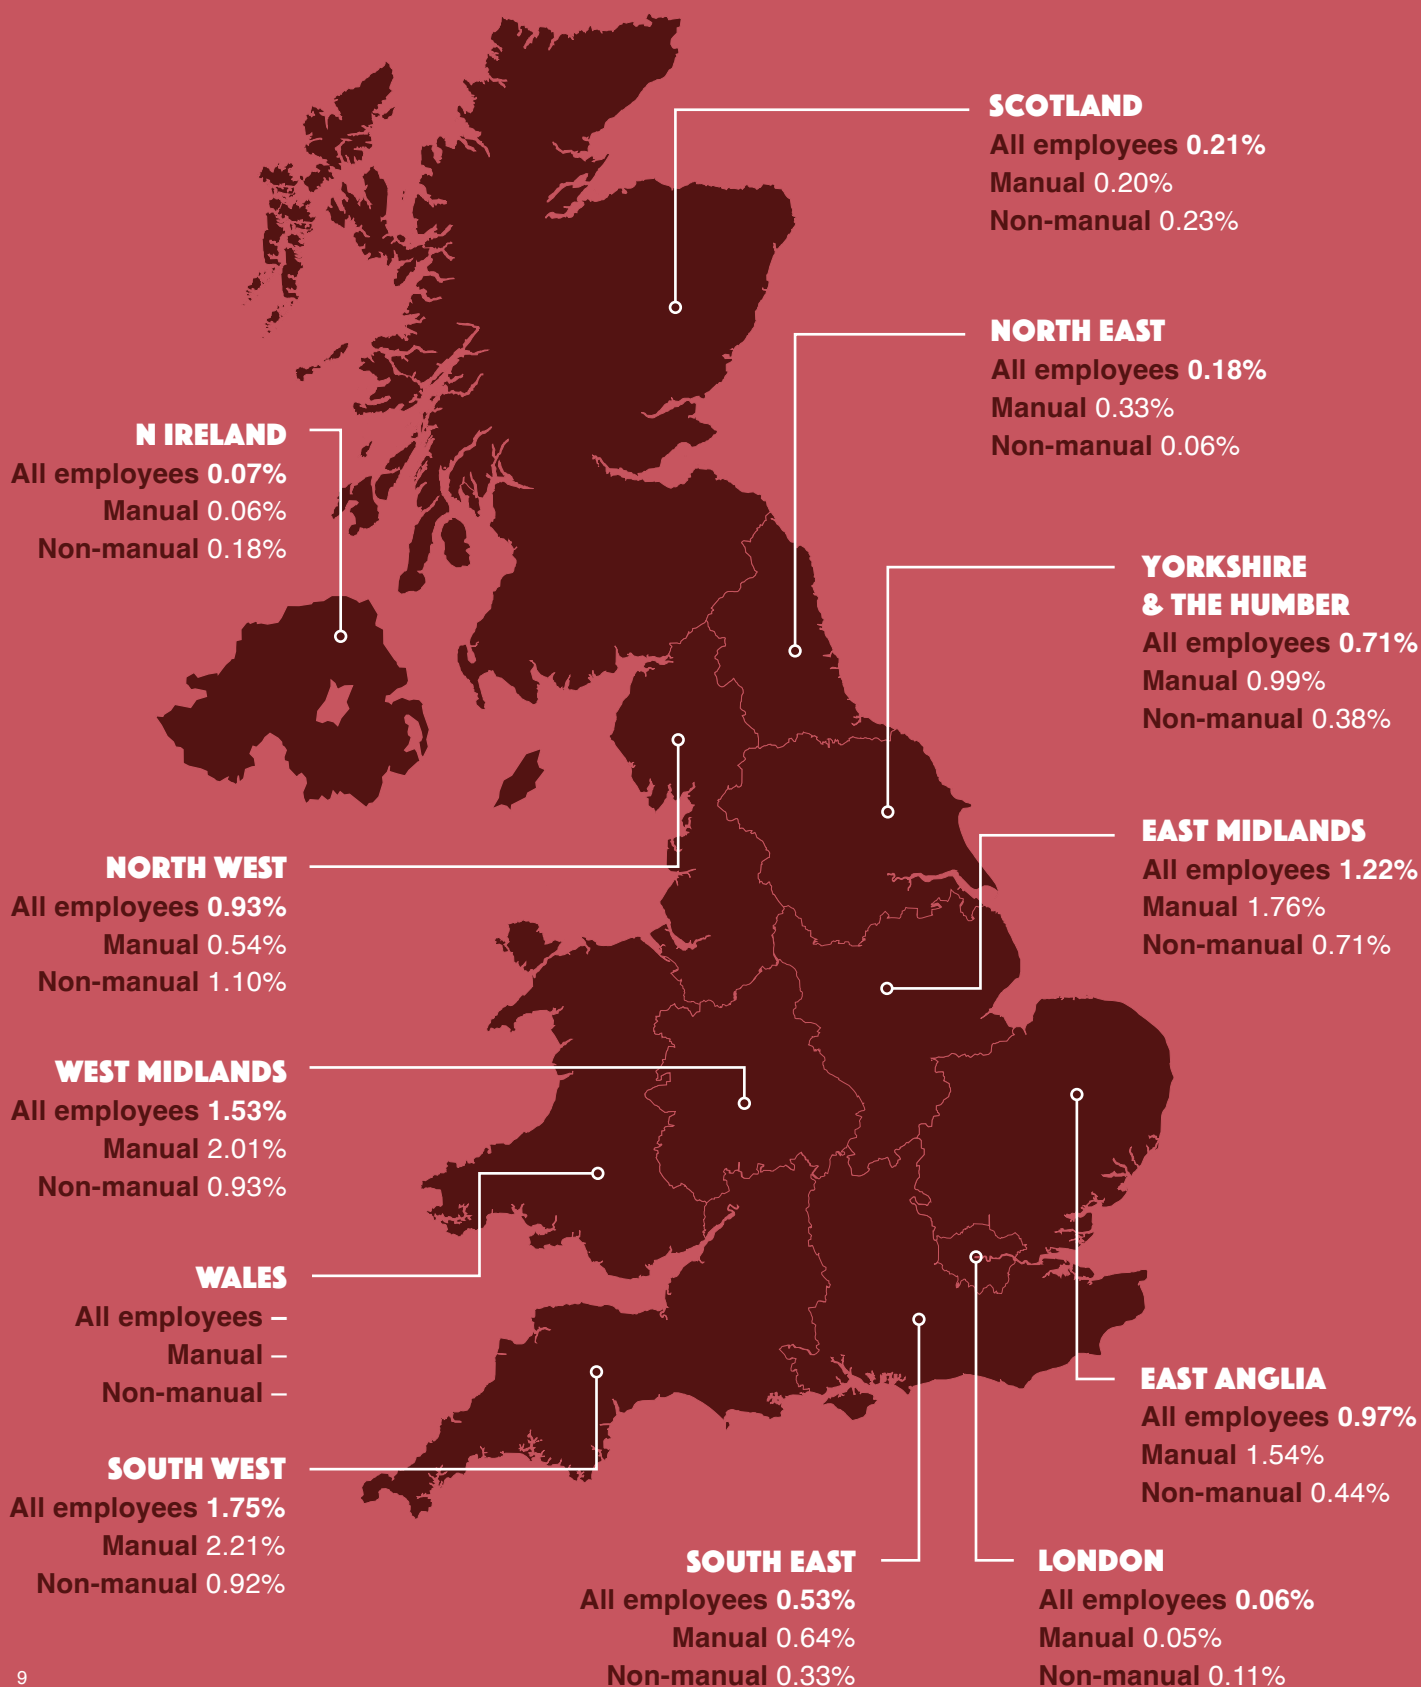 SCOTLAND
All employees 0.21%
Manual 0.20%
Non-manual 0.23%
NORTH EAST
All employees 0.18%
Manual 0.33%
Non-manual 0.06%
N IRELAND
All employees 0.07%
Manual 0.06%
Non-manual 0.18%
YORKSHIRE
& THE HUMBER
All employees 0.71%
Manual 0.99%
Non-manual 0.38%
EAST MIDLANDS
All employees 1.22%
Manual 1.76%
Non-manual 0.71%
NORTH WEST
All employees 0.93%
Manual 0.54%
Non-manual 1.10%
WEST MIDLANDS
All employees 1.53%
Manual 2.01%
Non-manual 0.93%
WALES
All employees –
Manual –
Non-manual –
EAST ANGLIA
All employees 0.97%
Manual 1.54%
Non-manual 0.44%
SOUTH WEST
All employees 1.75%
Manual 2.21%
Non-manual 0.92%
SOUTH EAST
All employees 0.53%
Manual 0.64%
Non-manual 0.33%
LONDON
All employees 0.06%
Manual 0.05%
Non-manual 0.11%
9